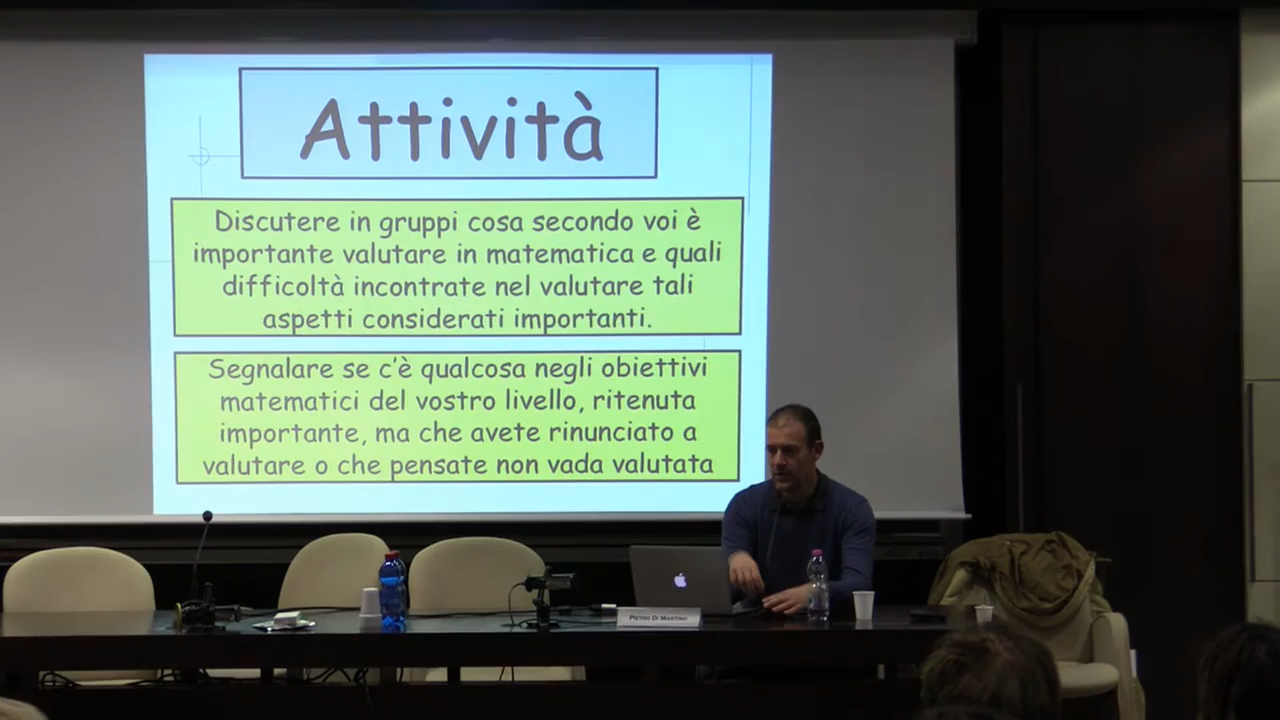 Attività
Discutere in gruppi cosa secondo voi è
importante valutare in matematica e quali
difficoltà incontrate nel valutare tali
aspetti considerati importanti.
Segnalare se c'è qualcosa negli obiettivi
matematici del vostro livello, ritenuta
importante, ma che avete rinunciato a
valutare o che pensate non vada valutata
Pietro Di Martino